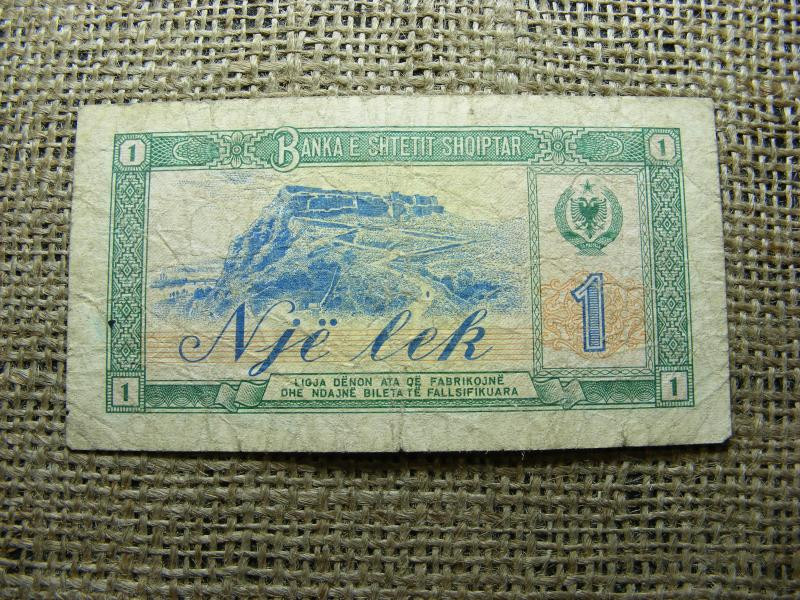 1 BANKA E SHTETIT SHQIPTAR 1
1
Një lek
1 LIGJA DËNON ATA QË FABRIKOJNË 1
DHE NDAJNË BILETA TË FALLSIFIKUARA